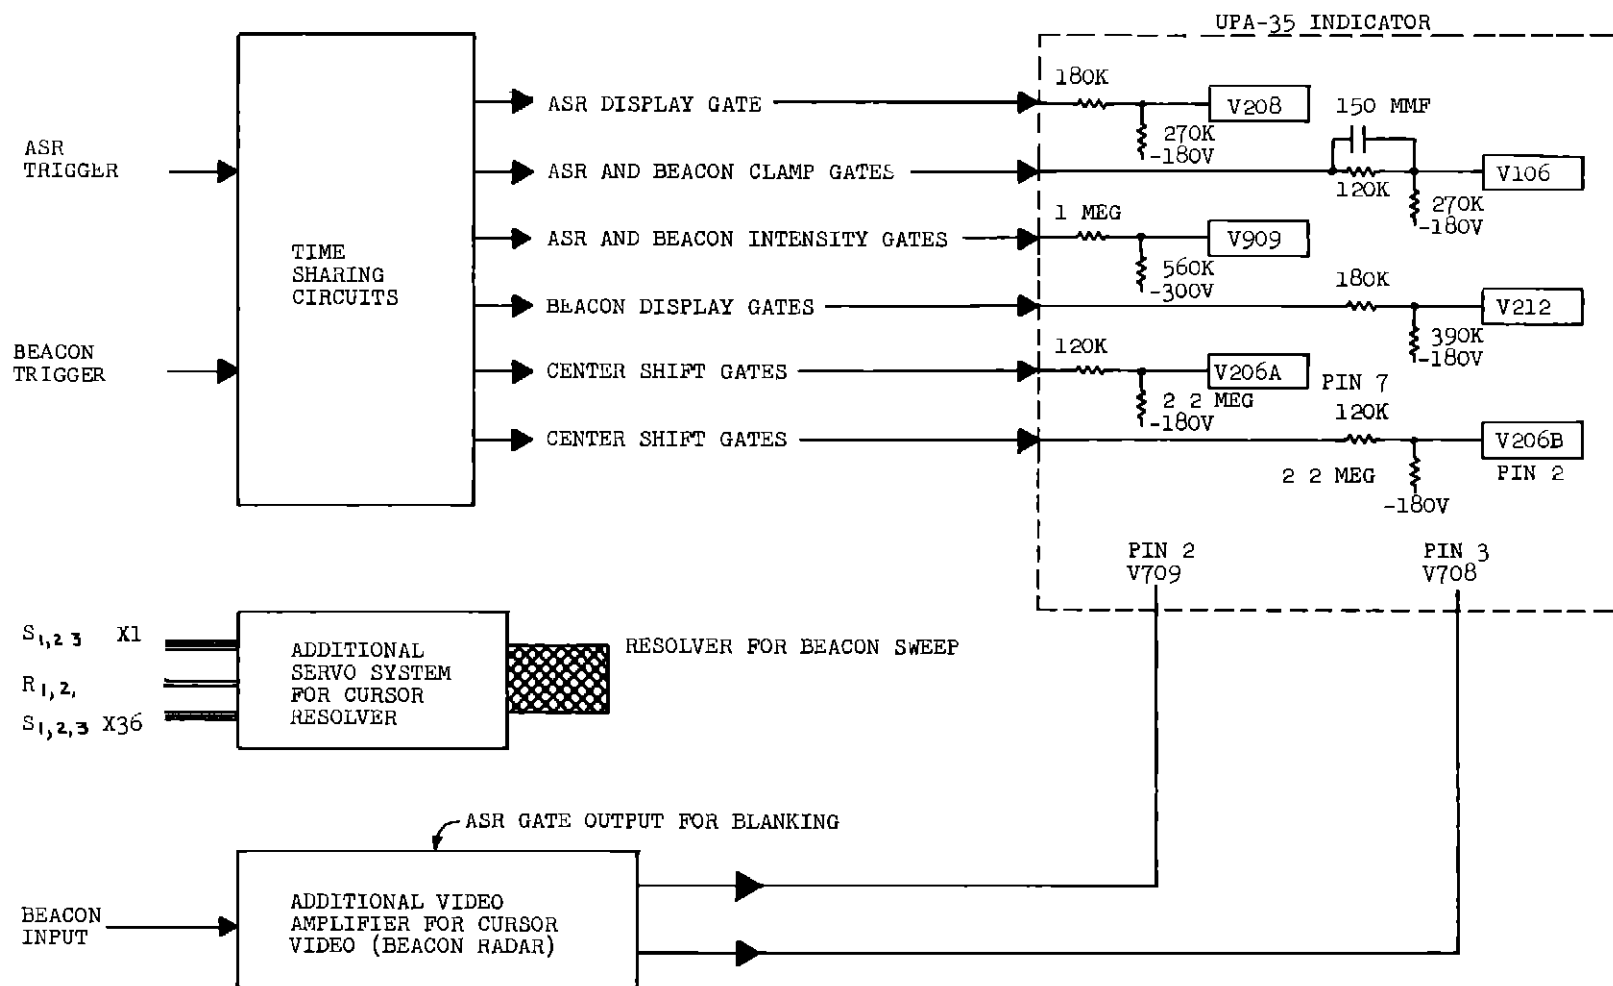 UPA-35 INDICATOR
180K
ASR DISPLAY GATE
V208
150 MMF
270K
-180V
ASR
TRIGGER
ASR AND BEACON CLAMP GATES
V106
120K
270K
-180V
1 MEG
ASR AND BEACON INTENSITY GATES
V909
560K
-300V
TIME
SHARING
CIRCUITS
180K
BEACON DISPLAY GATES
V212
390K
-180V
BEACON
TRIGGER
120K
CENTER SHIFT GATES
V206A
PIN 7
2 2 MEG
-180V
120K
CENTER SHIFT GATES
V206B
PIN 2
2 2 MEG
-180V
PIN 2
V709
PIN 3
V708
S1,2 3 X1
R1,2,
S1,2,3 X36
ADDITIONAL
SERVO SYSTEM
FOR CURSOR
RESOLVER
RESOLVER FOR BEACON SWEEP
ASR GATE OUTPUT FOR BLANKING
BEACON
INPUT
ADDITIONAL VIDEO
AMPLIFIER FOR CURSOR
VIDEO (BEACON RADAR)